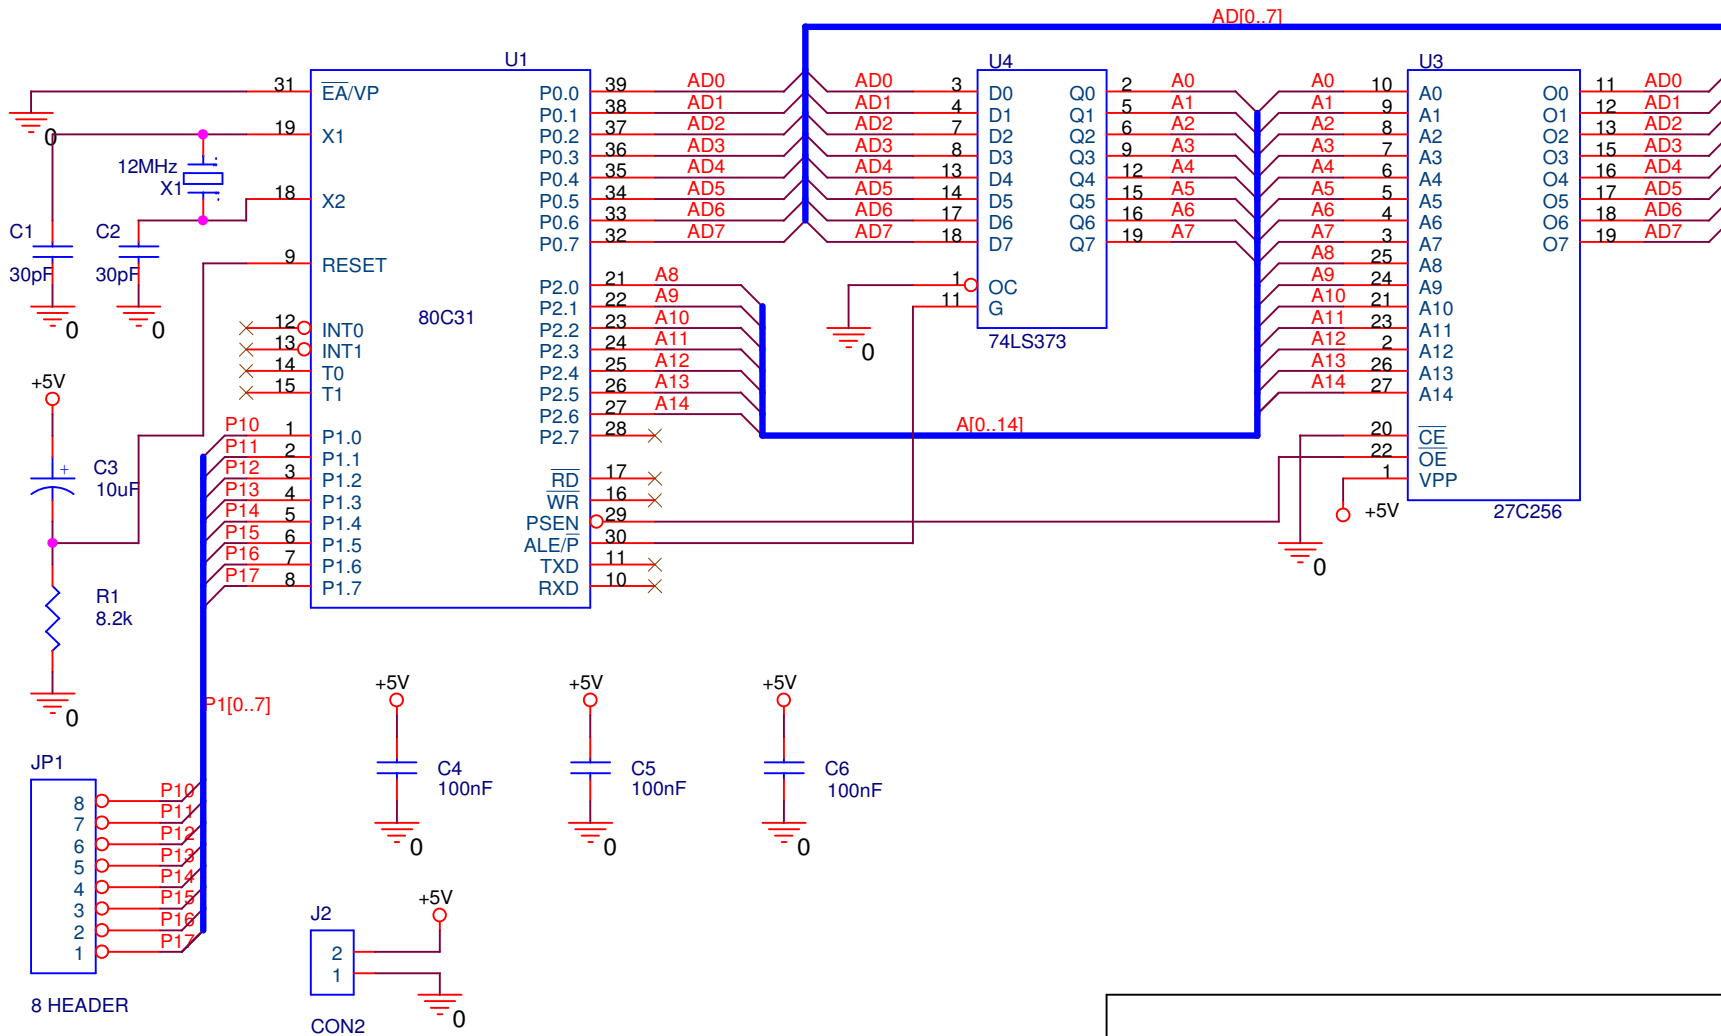 AD[0..7]
U1
U4
U3
31
EA/VP
19
X1
18
X2
9
RESET
12
INT0
13
INT1
14
T0
15
T1
P10
1
P1.0
P11
2
P1.1
P12
3
P1.2
P13
4
P1.3
P14
5
P1.4
P15
6
P1.5
P16
7
P1.6
P17
8
P1.7
80C31
P0.0
39
AD0
P0.1
38
AD1
P0.2
37
AD2
P0.3
36
AD3
P0.4
35
AD4
P0.5
34
AD5
P0.6
33
AD6
P0.7
32
AD7
P2.0
21
A8
P2.1
22
A9
P2.2
23
A10
P2.3
24
A11
P2.4
25
A12
P2.5
26
A13
P2.6
27
A14
P2.7
28
RD
17
WR
16
PSEN
29
ALE/P
30
TXD
11
RXD
10
0
12MHz
X1
C1
30pF
0
C2
30pF
0
+5V
C3
+
10uF
R1
8.2k
0
P1[0..7]
AD0
3
D0
Q0
2
A0
AD1
4
D1
Q1
5
A1
AD2
7
D2
Q2
6
A2
AD3
8
D3
Q3
9
A3
AD4
13
D4
Q4
12
A4
AD5
14
D5
Q5
15
A5
AD6
17
D6
Q6
16
A6
AD7
18
D7
Q7
19
A7
1
OC
11
G
0
74LS373
A[0..14]
A0
10
A0
O0
11
AD0
A1
9
A1
O1
12
AD1
A2
8
A2
O2
13
AD2
A3
7
A3
O3
15
AD3
A4
6
A4
O4
16
AD4
A5
5
A5
O5
17
AD5
A6
4
A6
O6
18
AD6
A7
3
A7
O7
19
AD7
A8
25
A8
A9
24
A9
A10
21
A10
A11
23
A11
A12
2
A12
A13
26
A13
A14
27
A14
20
CE
22
OE
1
VPP
+5V
0
27C256
+5V
C4
100nF
0
+5V
C5
100nF
0
+5V
C6
100nF
0
JP1
8
P10
7
P11
6
P12
5
P13
4
P14
3
P15
2
P16
1
P17
8 HEADER
J2
+5V
2
1
0
CON2